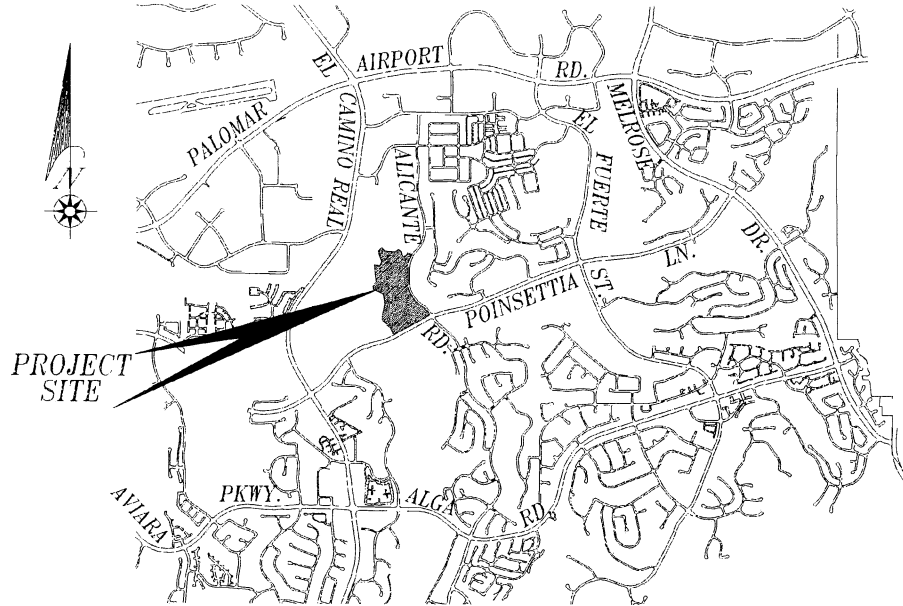 PALOMAR AIRPORT RD.
EL CAMINO REAL
EL FUERTE ST.
MELROSE DR.
ALICANTE RD.
N
POINSETTIA LN.
PROJECT
SITE
AVIARA PKWY.
ALGA RD.